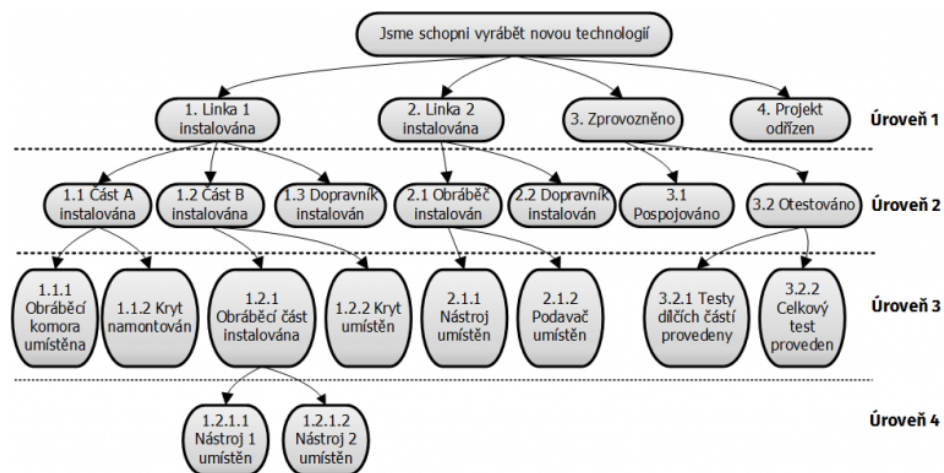 Jsme schopni vyrábět novou technologií
1. Linka 1
instalována
2. Linka 2
instalována
3. Zprovozněno
4. Projekt
odřízen
Úroveň 1
1.1 Část A
instalována
1.2 Část B
instalována
1.3 Dopravník
instalován
2.1 Obráběč
instalován
2.2 Dopravník
instalován
3.1
Pospojováno
3.2 Otestováno
Úroveň 2
1.1.1
Obráběcí
komora
umístěna
1.1.2 Kryt
namontován
1.2.1
Obráběcí část
instalována
1.2.2 Kryt
umístěn
2.1.1
Nástroj
umístěn
2.1.2
Podavač
umístěn
3.2.1 Testy
dílčích částí
provedeny
3.2.2
Celkový
test
proveden
Úroveň 3
1.2.1.1
Nástroj 1
umístěn
1.2.1.2
Nástroj 2
umístěn
Úroveň 4